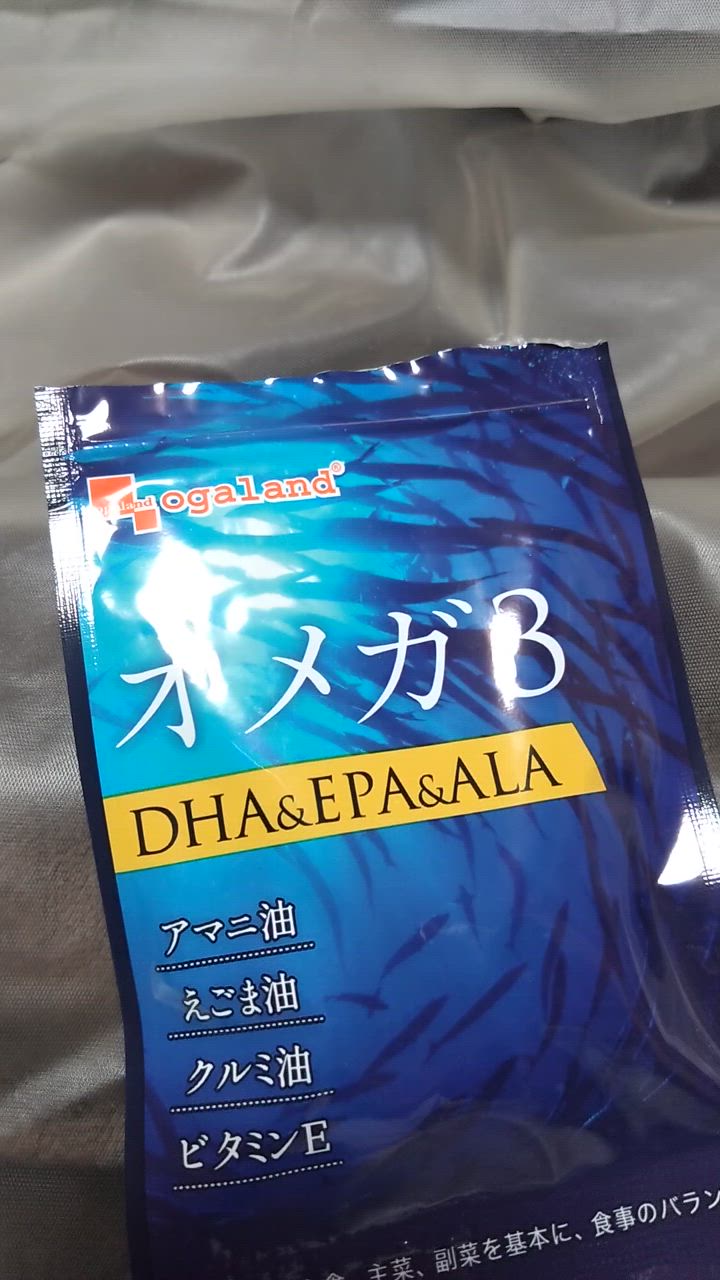 ogaland
ogaland®
オメガ3
DHA&EPA&ALA
アマニ油
えごま油
クルミ油
ビタミンE
主菜、副菜を基本に、食事のバラン